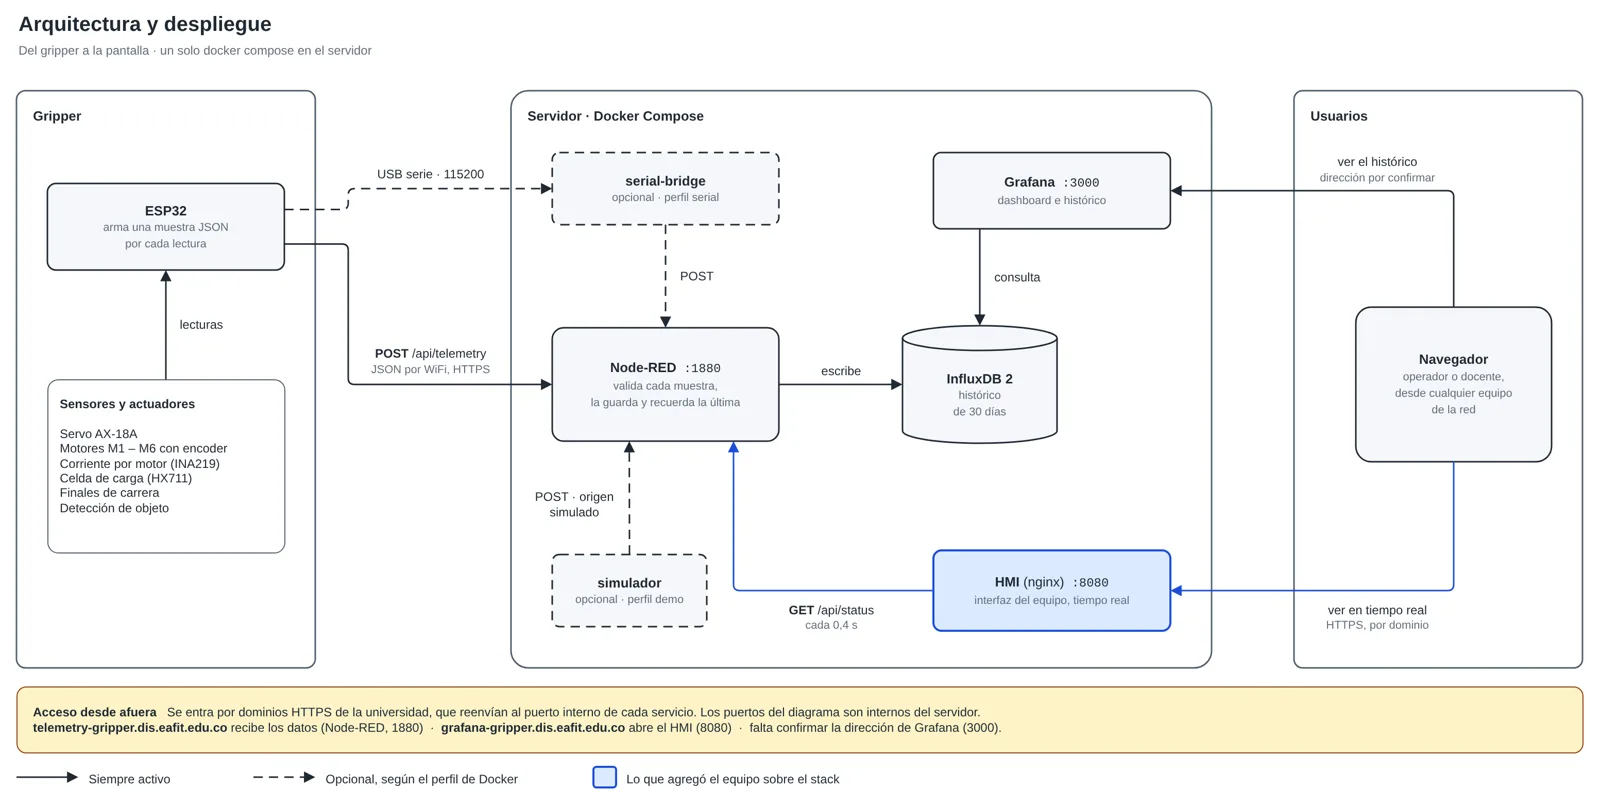 Arquitectura y despliegue
Del gripper a la pantalla · un solo docker compose en el servidor
Gripper
ESP32
arma una muestra JSON
por cada lectura
lecturas
Sensores y actuadores
Servo AX-18A
Motores M1 – M6 con encoder
Corriente por motor (INA219)
Celda de carga (HX711)
Finales de carrera
Detección de objeto
USB serie · 115200
POST /api/telemetry
JSON por WiFi, HTTPS
Servidor · Docker Compose
serial-bridge
opcional · perfil serial
POST
Node-RED :1880
valida cada muestra,
la guarda y recuerda la última
escribe
POST · origen
simulado
simulador
opcional · perfil demo
Grafana :3000
dashboard e histórico
consulta
InfluxDB 2
histórico
de 30 días
HMI (nginx) :8080
interfaz del equipo, tiempo real
GET /api/status
cada 0,4 s
Usuarios
ver el histórico
dirección por confirmar
Navegador
operador o docente,
desde cualquier equipo
de la red
ver en tiempo real
HTTPS, por dominio
Acceso desde afuera Se entra por dominios HTTPS de la universidad, que reenvían al puerto interno de cada servicio. Los puertos del diagrama son internos del servidor.
telemetry-gripper.dis.eafit.edu.co recibe los datos (Node-RED, 1880) · grafana-gripper.dis.eafit.edu.co abre el HMI (8080) · falta confirmar la dirección de Grafana (3000).
Siempre activo
Opcional, según el perfil de Docker
Lo que agregó el equipo sobre el stack